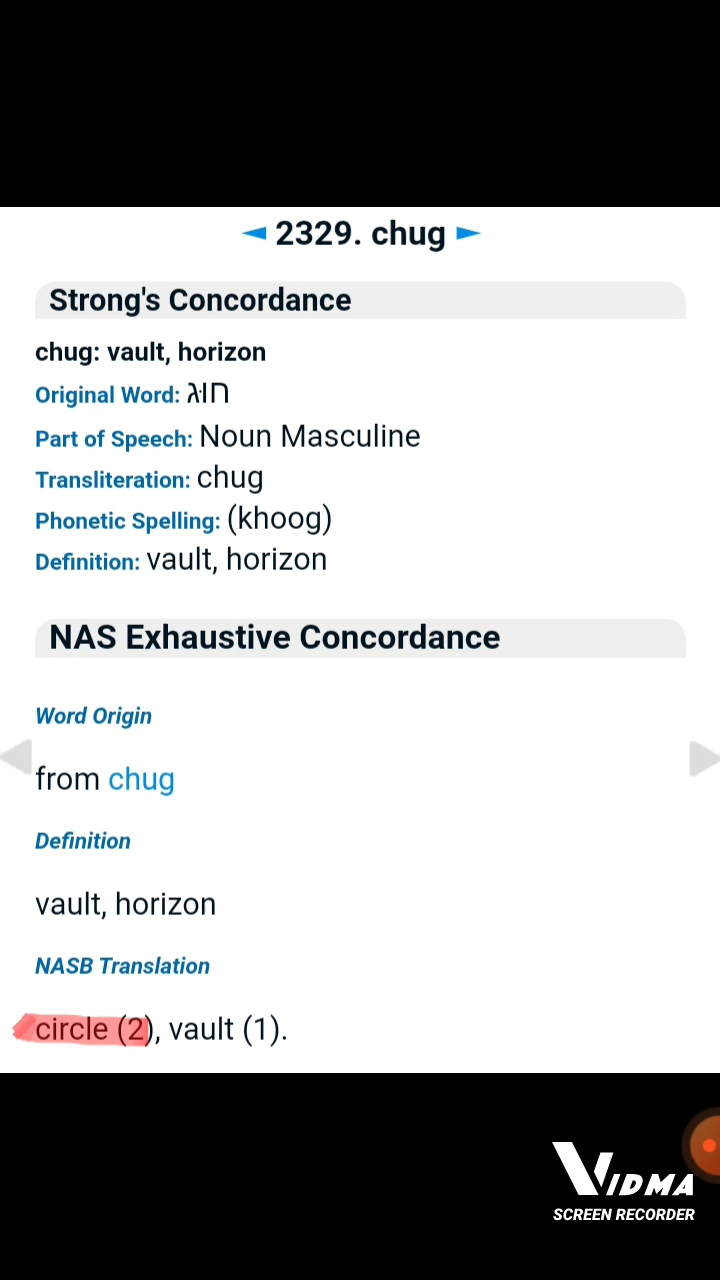 2329. chug
Strong's Concordance
chug: vault, horizon
Original Word: חוּג
Part of Speech: Noun Masculine
Transliteration: chug
Phonetic Spelling: (khoog)
Definition: vault, horizon
NAS Exhaustive Concordance
Word Origin
from chug
Definition
vault, horizon
NASB Translation
circle (2), vault (1).
VIDMA
SCREEN RECORDER